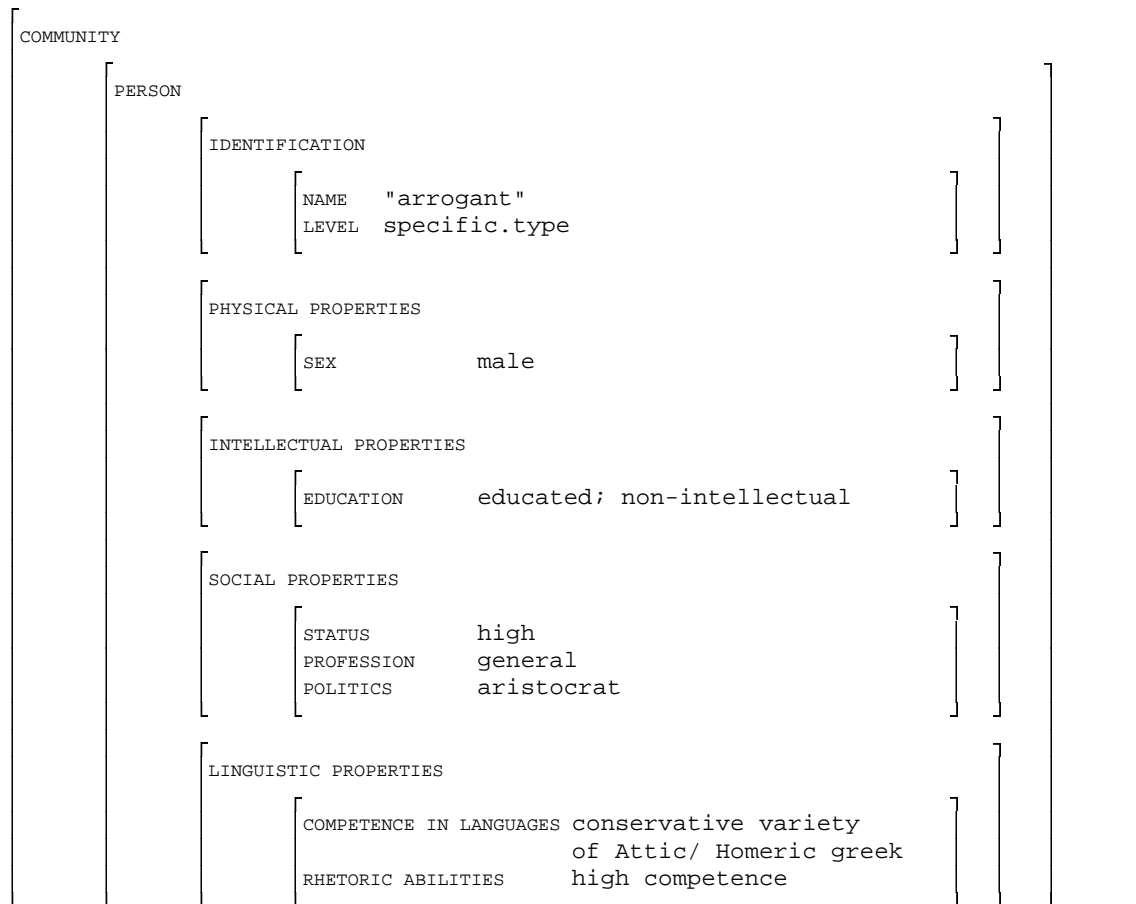 COMMUNITY
PERSON
IDENTIFICATION
NAME "arrogant"
LEVEL specific.type
PHYSICAL PROPERTIES
SEX male
INTELLECTUAL PROPERTIES
EDUCATION educated; non-intellectual
SOCIAL PROPERTIES
STATUS high
PROFESSION general
POLITICS aristocrat
LINGUISTIC PROPERTIES
COMPETENCE IN LANGUAGES conservative variety
of Attic/ Homeric greek
RHETORIC ABILITIES high competence